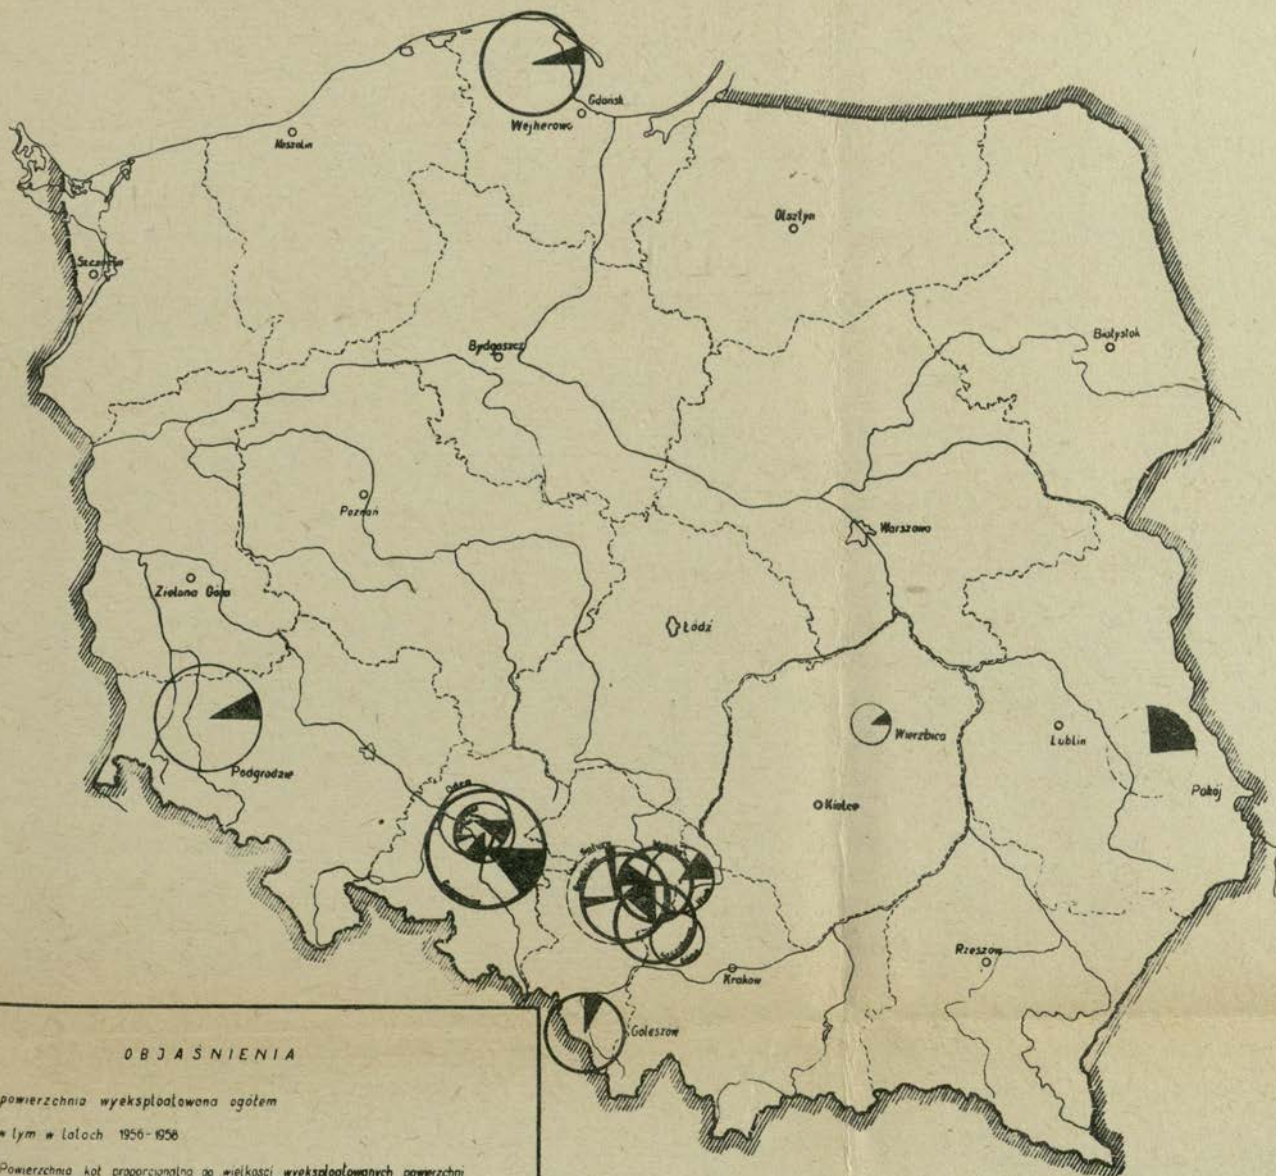 Gdańsk
Wejherowo
Koszalin
Olsztyn
Szczecin
Białystok
Bydgoszcz
Poznań
Warszawa
Zielona Góra
Łódź
Podgrodzie
Wierzbica
Lublin
Pokój
Kielce
Odra
Rzeszów
Kraków
Goleszów
OBJAŚNIENIA
powierzchnia wyeksploatowana ogółem
w tym w latach 1956-1958
Powierzchnia kół proporcjonalna do wielkości wyeksploatowanych powierzchni